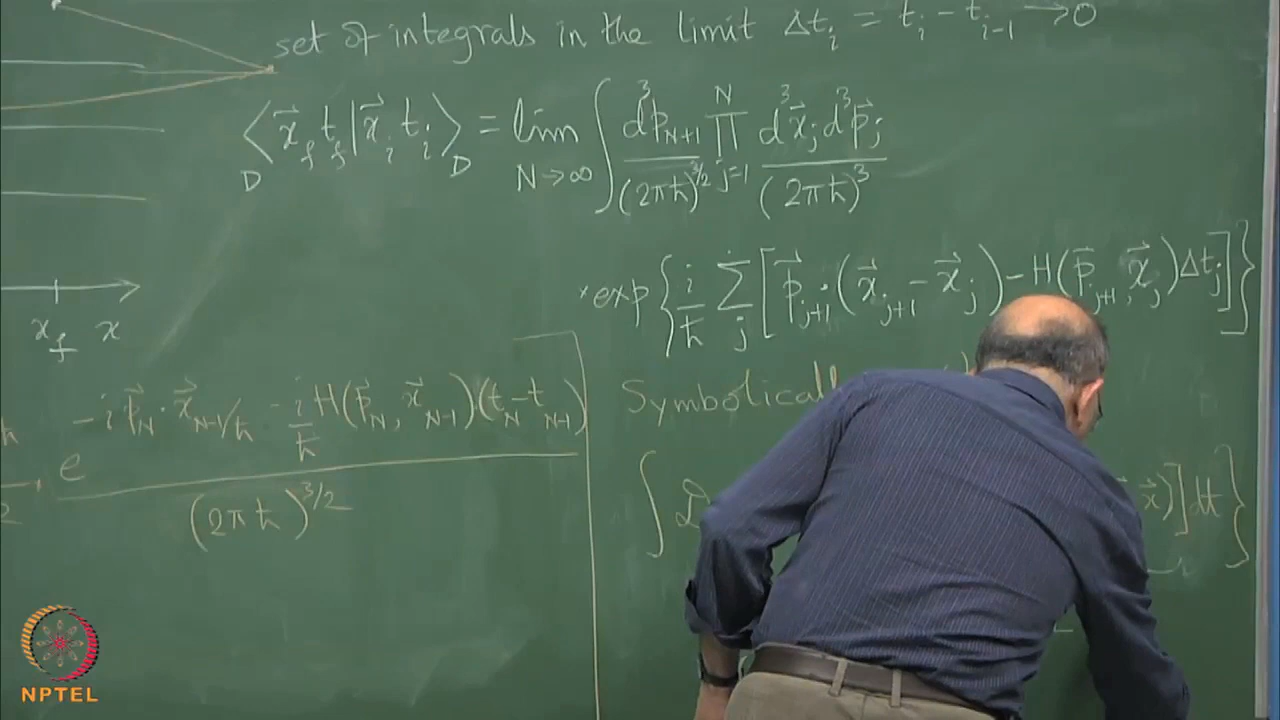 set of integrals in the limit Δt_i = t_i - t_{i-1} → 0
_D⟨x⃗_f t_f | x⃗_i t_i⟩_D = lim_{N→∞} ∫ d³p_{N+1}/(2πħ)^{3/2} ∏_{j=1}^{N} d³x⃗_j d³p⃗_j/(2πħ)³
× exp{ i/ħ Σ_j [ p⃗_{j+1}·(x⃗_{j+1} - x⃗_j) - H(p⃗_{j+1}, x⃗_j) Δt_j ] }
x_f x
e^{-i p⃗_N · x⃗_{N-1}/ħ - i/ħ H(p⃗_N, x⃗_{N-1})(t_N - t_{N-1})} / (2πħ)^{3/2}
Symbolicall
∫ D x⃗)] dt }
NPTEL